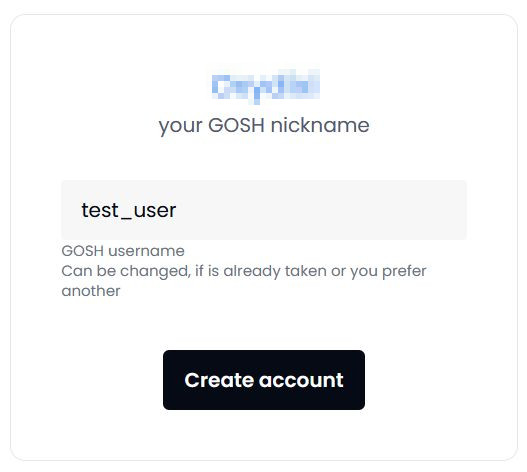 your GOSH nickname
test_user
GOSH username
Can be changed, if is already taken or you prefer
another
Create account